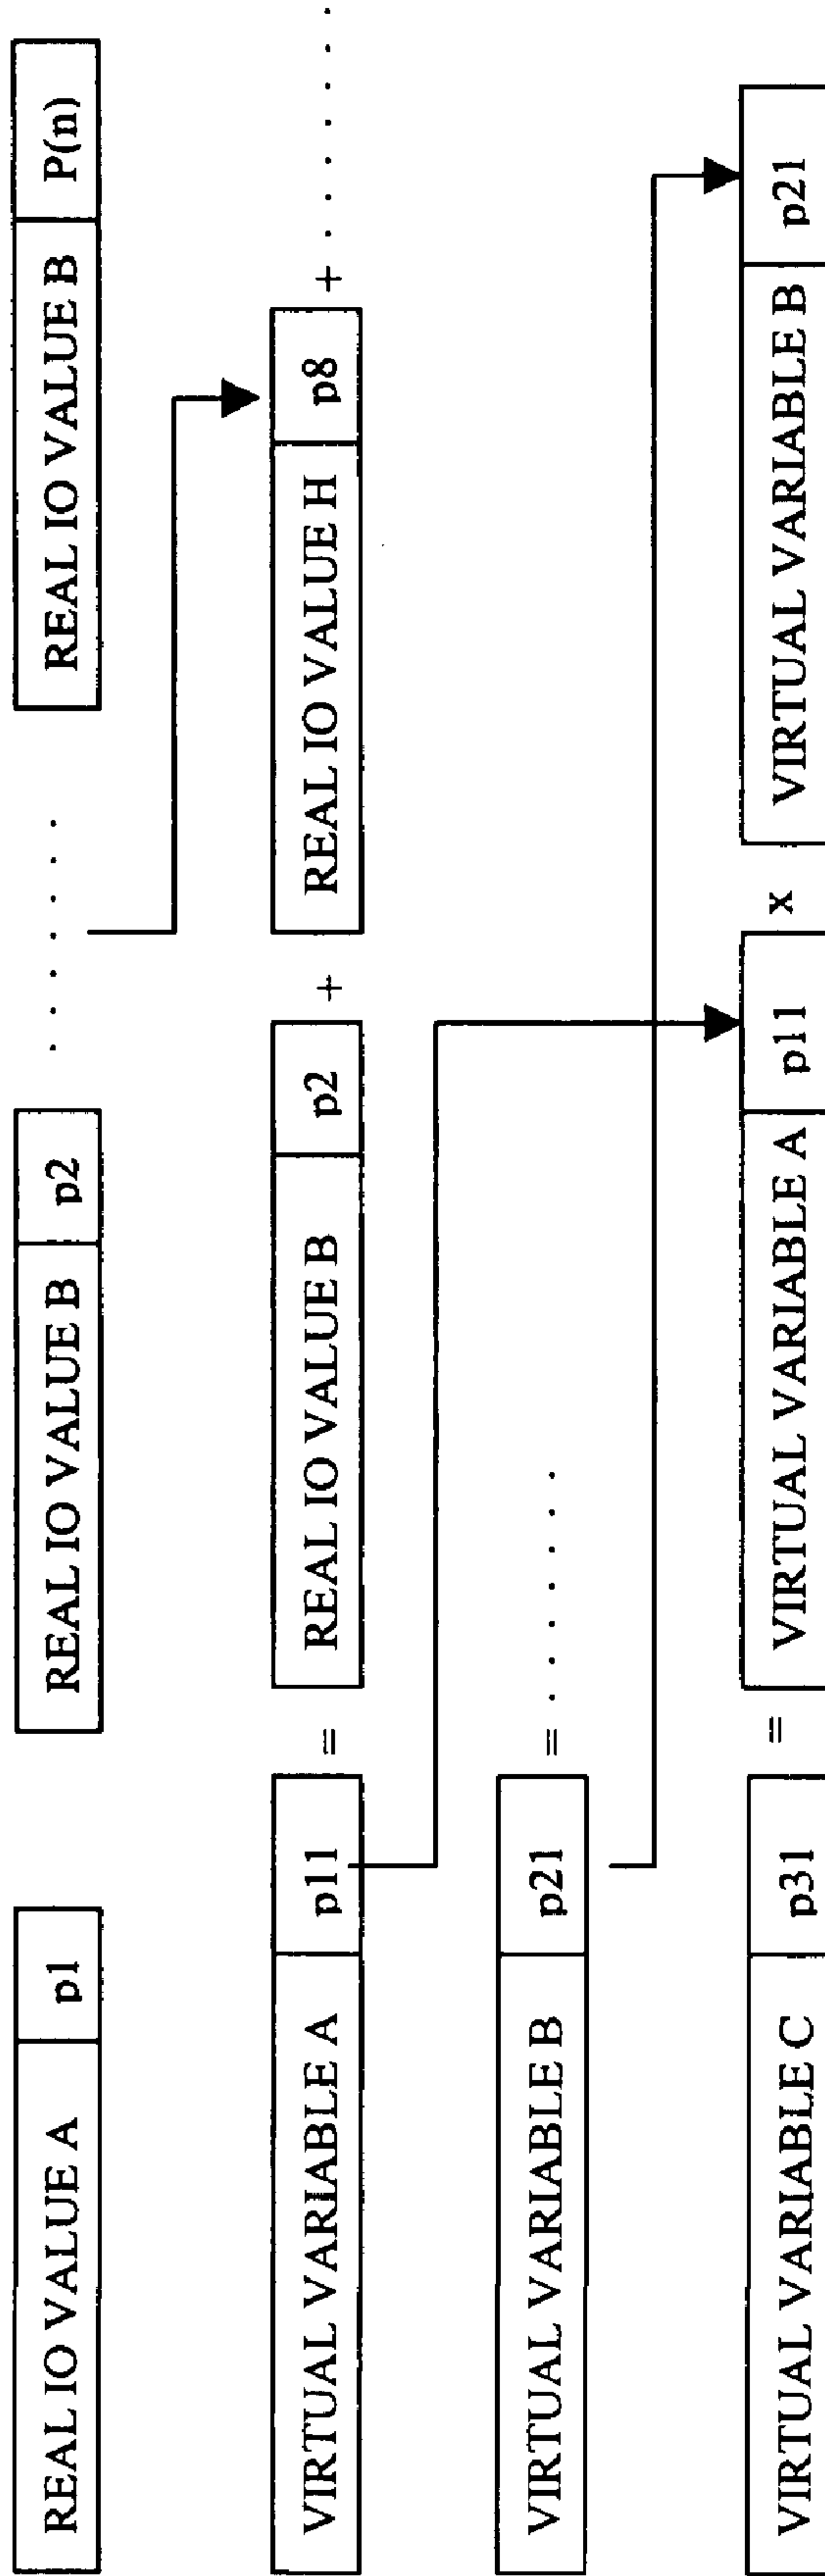 REAL IO VALUE A p1 REAL IO VALUE B p2 . . . . . . . REAL IO VALUE B P(n)
VIRTUAL VARIABLE A p11 = REAL IO VALUE B p2 + REAL IO VALUE H p8 + . . . . . . .
VIRTUAL VARIABLE B p21 = . . . . . . .
VIRTUAL VARIABLE C p31 = VIRTUAL VARIABLE A p11 x VIRTUAL VARIABLE B p21